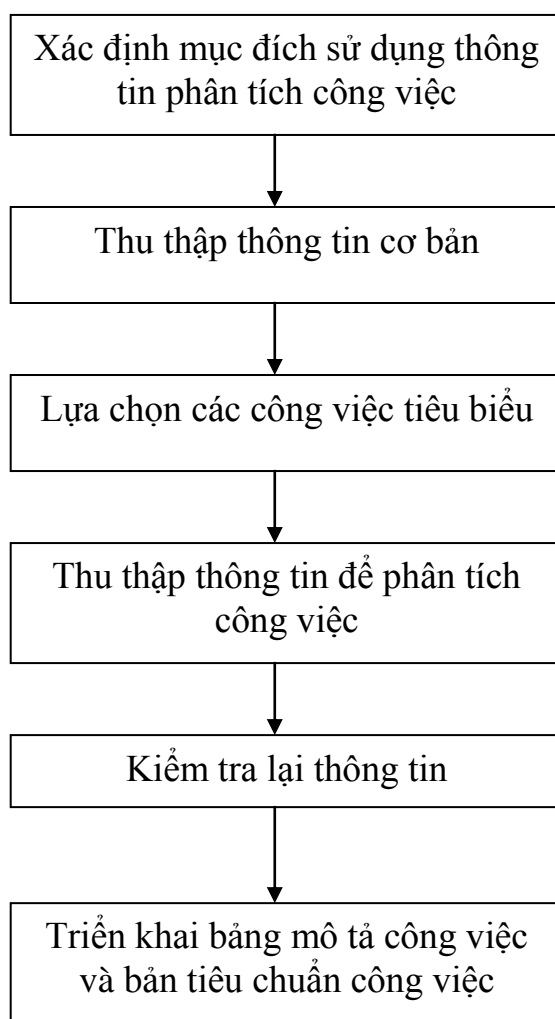 Xác định mục đích sử dụng thông
tin phân tích công việc
Thu thập thông tin cơ bản
Lựa chọn các công việc tiêu biểu
Thu thập thông tin để phân tích
công việc
Kiểm tra lại thông tin
Triển khai bảng mô tả công việc
và bản tiêu chuẩn công việc